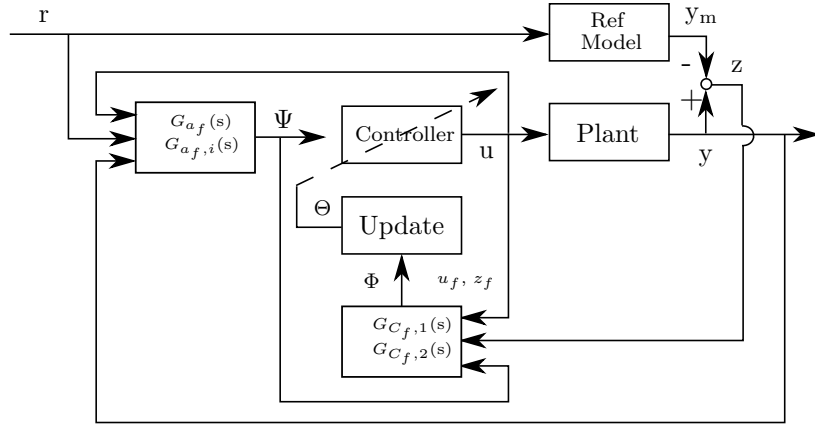 r
Ref
Model
y_m
-
z
G_{a_f}(s)
G_{a_f,i}(s)
Ψ
Controller
u
Plant
+
y
Θ
Update
Φ
u_f, z_f
G_{C_f,1}(s)
G_{C_f,2}(s)